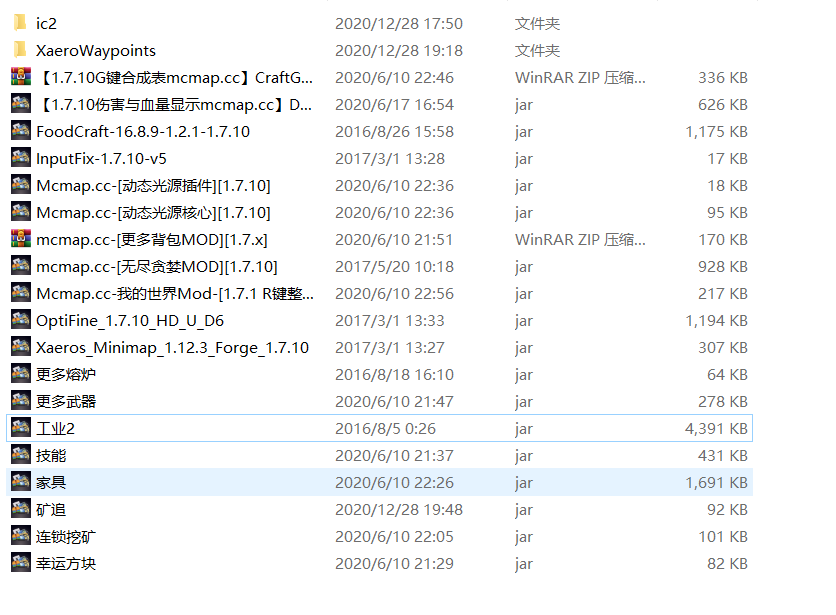 ic2 2020/12/28 17:50 文件夹
XaeroWaypoints 2020/12/28 19:18 文件夹
【1.7.10G键合成表mcmap.cc】CraftG... 2020/6/10 22:46 WinRAR ZIP 压缩... 336 KB
【1.7.10伤害与血量显示mcmap.cc】D... 2020/6/17 16:54 jar 626 KB
FoodCraft-16.8.9-1.2.1-1.7.10 2016/8/26 15:58 jar 1,175 KB
InputFix-1.7.10-v5 2017/3/1 13:28 jar 17 KB
Mcmap.cc-[动态光源插件][1.7.10] 2020/6/10 22:36 jar 18 KB
Mcmap.cc-[动态光源核心][1.7.10] 2020/6/10 22:36 jar 95 KB
mcmap.cc-[更多背包MOD][1.7.x] 2020/6/10 21:51 WinRAR ZIP 压缩... 170 KB
mcmap.cc-[无尽贪婪MOD][1.7.10] 2017/5/20 10:18 jar 928 KB
Mcmap.cc-我的世界Mod-[1.7.1 R键整... 2020/6/10 22:56 jar 217 KB
OptiFine_1.7.10_HD_U_D6 2017/3/1 13:33 jar 1,194 KB
Xaeros_Minimap_1.12.3_Forge_1.7.10 2017/3/1 13:27 jar 307 KB
更多熔炉 2016/8/18 16:10 jar 64 KB
更多武器 2020/6/10 21:47 jar 278 KB
工业2 2016/8/5 0:26 jar 4,391 KB
技能 2020/6/10 21:37 jar 431 KB
家具 2020/6/10 22:26 jar 1,691 KB
矿追 2020/12/28 19:48 jar 92 KB
连锁挖矿 2020/6/10 22:05 jar 101 KB
幸运方块 2020/6/10 21:29 jar 82 KB